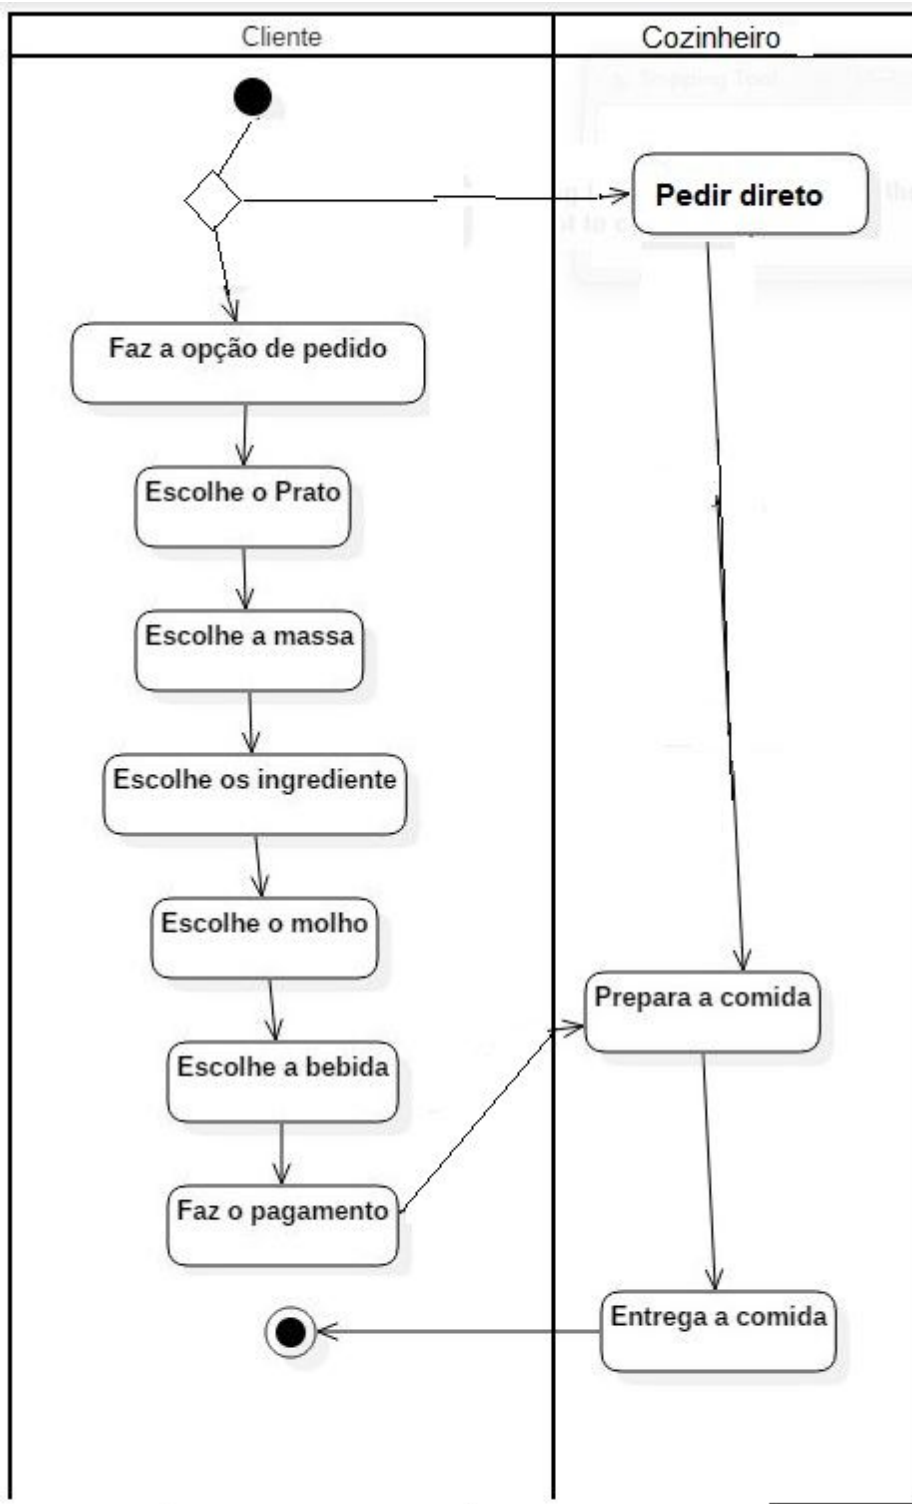 Cliente
Cozinheiro
Pedir direto
Faz a opção de pedido
Escolhe o Prato
Escolhe a massa
Escolhe os ingrediente
Escolhe o molho
Prepara a comida
Escolhe a bebida
Faz o pagamento
Entrega a comida